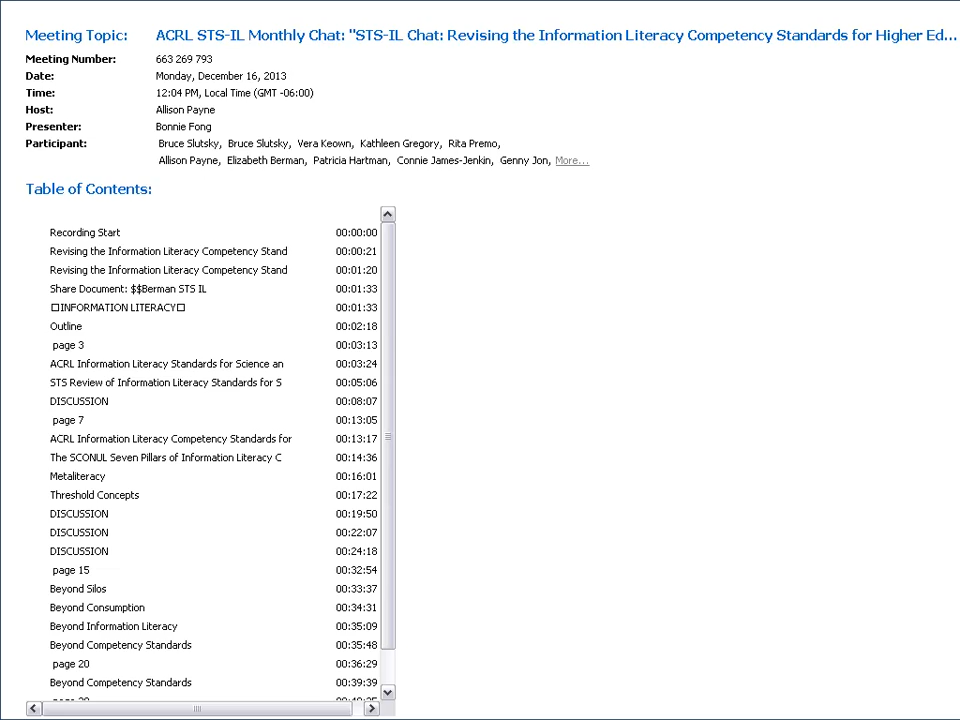 Meeting Topic: ACRL STS-IL Monthly Chat: "STS-IL Chat: Revising the Information Literacy Competency Standards for Higher Ed...
Meeting Number: 663 269 793
Date: Monday, December 16, 2013
Time: 12:04 PM, Local Time (GMT -06:00)
Host: Allison Payne
Presenter: Bonnie Fong
Participant: Bruce Slutsky, Bruce Slutsky, Vera Keown, Kathleen Gregory, Rita Premo,
Allison Payne, Elizabeth Berman, Patricia Hartman, Connie James-Jenkin, Genny Jon, More...
Table of Contents:
Recording Start 00:00:00
Revising the Information Literacy Competency Stand 00:00:21
Revising the Information Literacy Competency Stand 00:01:20
Share Document: $$Berman STS IL 00:01:33
□INFORMATION LITERACY□ 00:01:33
Outline 00:02:18
page 3 00:03:13
ACRL Information Literacy Standards for Science an 00:03:24
STS Review of Information Literacy Standards for S 00:05:06
DISCUSSION 00:08:07
page 7 00:13:05
ACRL Information Literacy Competency Standards for 00:13:17
The SCONUL Seven Pillars of Information Literacy C 00:14:36
Metaliteracy 00:16:01
Threshold Concepts 00:17:22
DISCUSSION 00:19:50
DISCUSSION 00:22:07
DISCUSSION 00:24:18
page 15 00:32:54
Beyond Silos 00:33:37
Beyond Consumption 00:34:31
Beyond Information Literacy 00:35:09
Beyond Competency Standards 00:35:48
page 20 00:36:29
Beyond Competency Standards 00:39:39